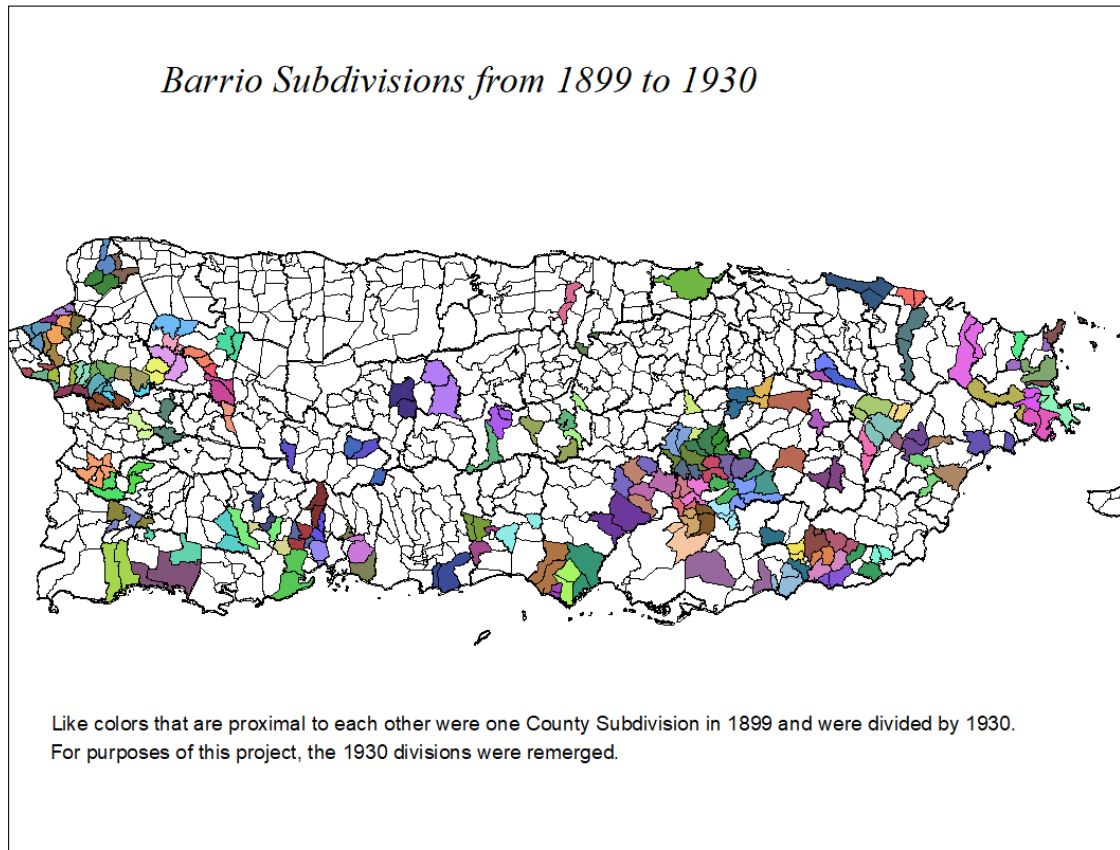 Barrio Subdivisions from 1899 to 1930
Like colors that are proximal to each other were one County Subdivision in 1899 and were divided by 1930.
For purposes of this project, the 1930 divisions were remerged.